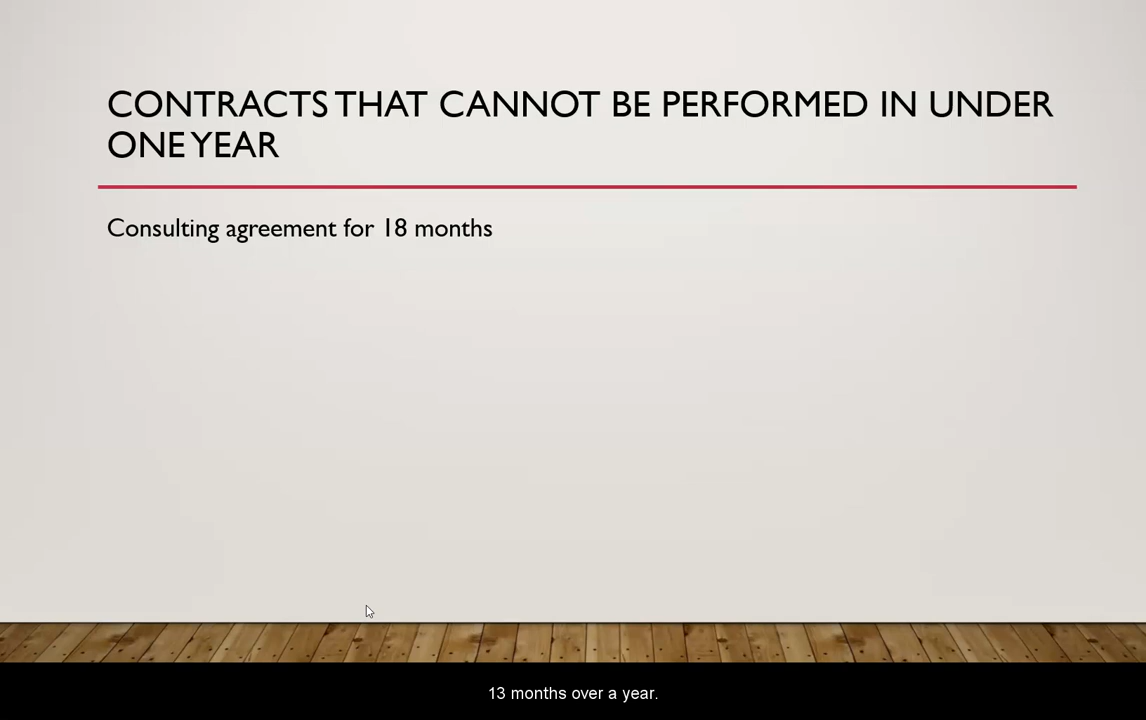 CONTRACTS THAT CANNOT BE PERFORMED IN UNDER
ONE YEAR
Consulting agreement for 18 months
13 months over a year.